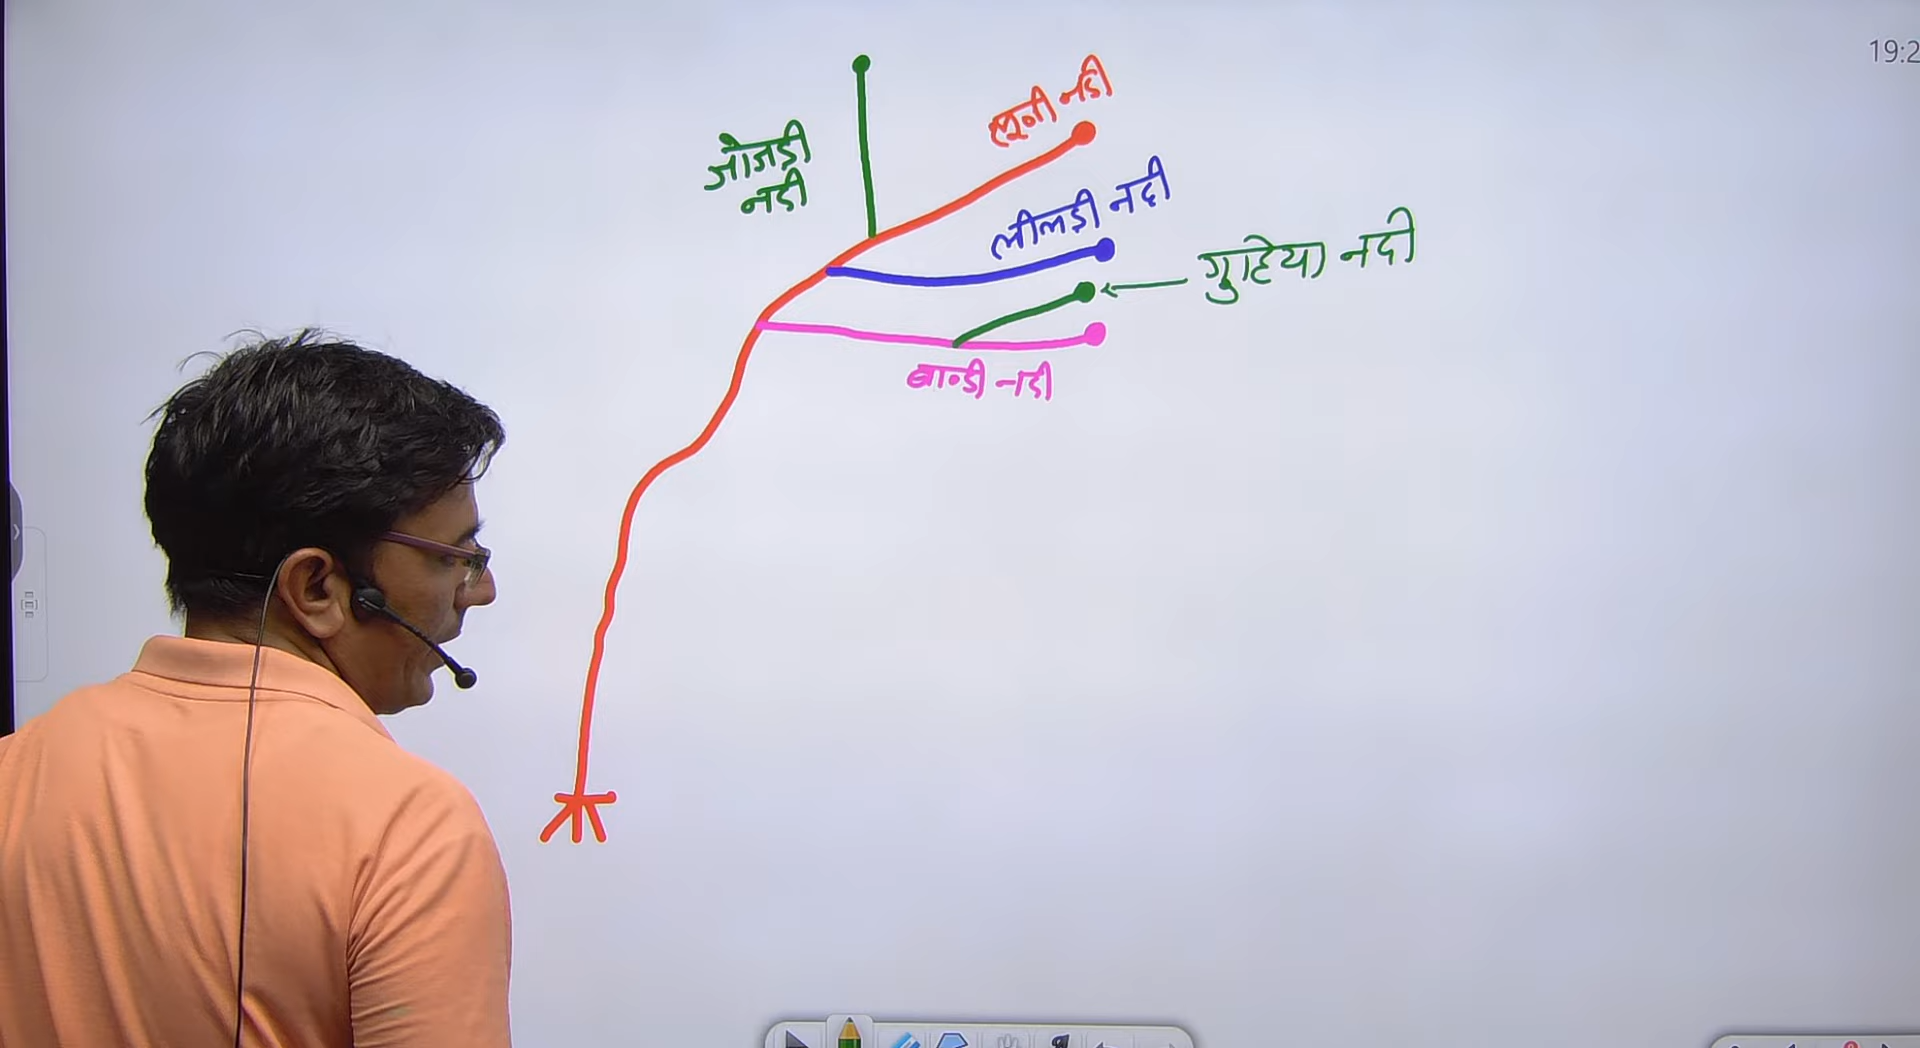 19:2
लूनी नदी
जोजड़ी
नदी
लीलड़ी नदी
गुहिया नदी
बान्डी नदी